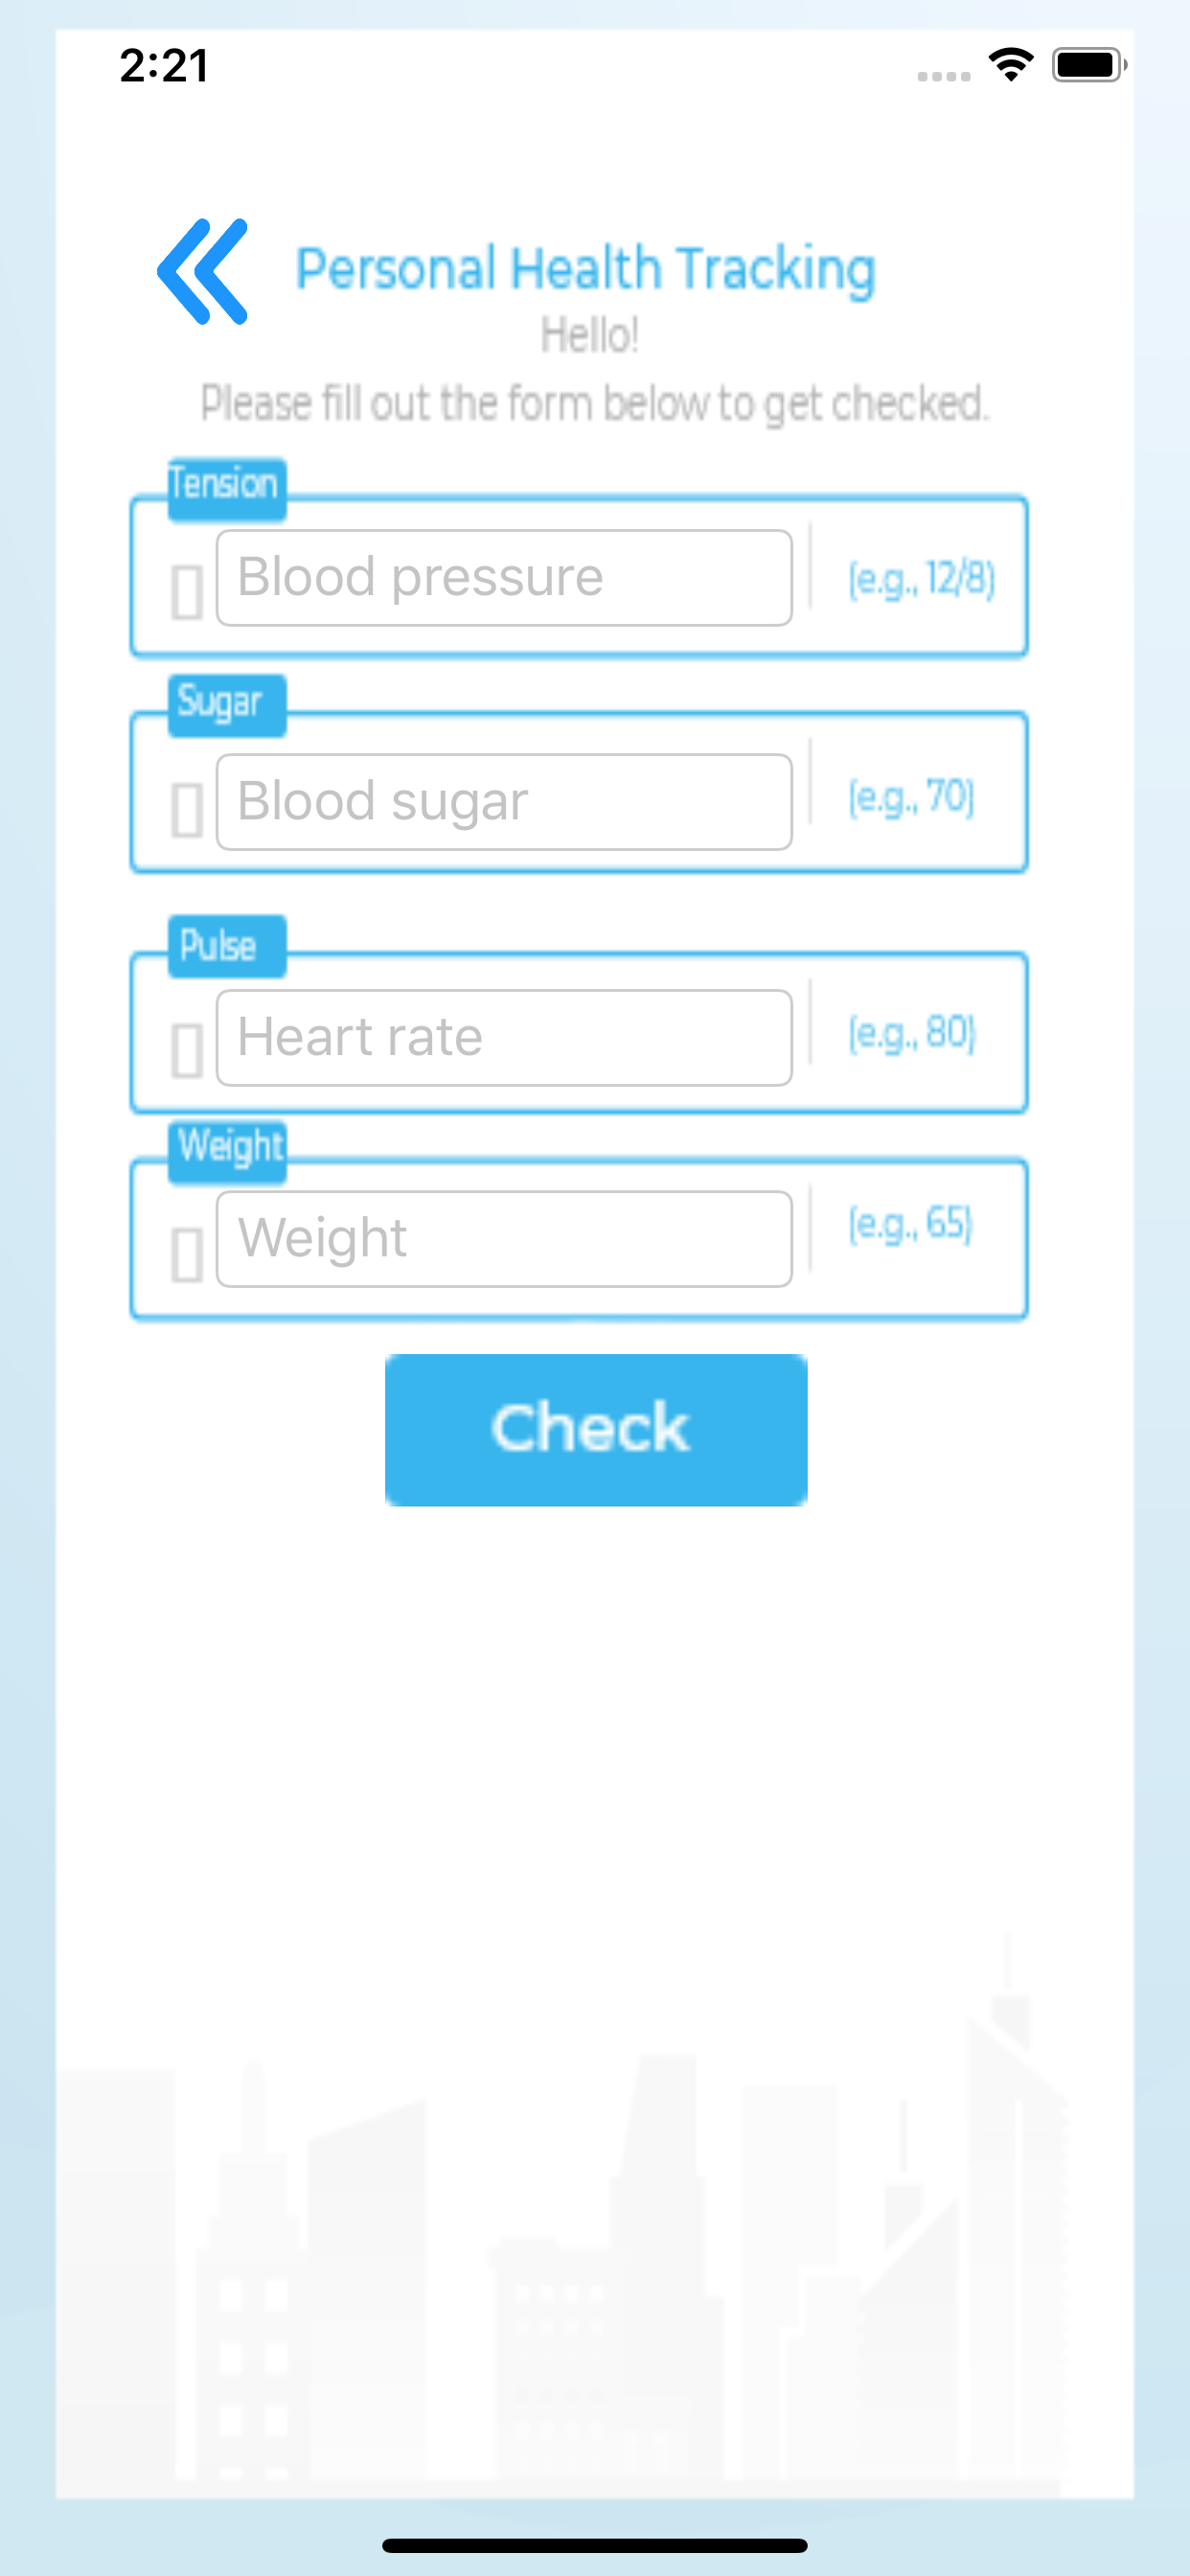 2:21
Personal Health Tracking
Hello!
Please fill out the form below to get checked.
Tension
Blood pressure
(e.g., 12/8)
Sugar
Blood sugar
(e.g., 70)
Pulse
Heart rate
(e.g., 80)
Weight
Weight
(e.g., 65)
Check